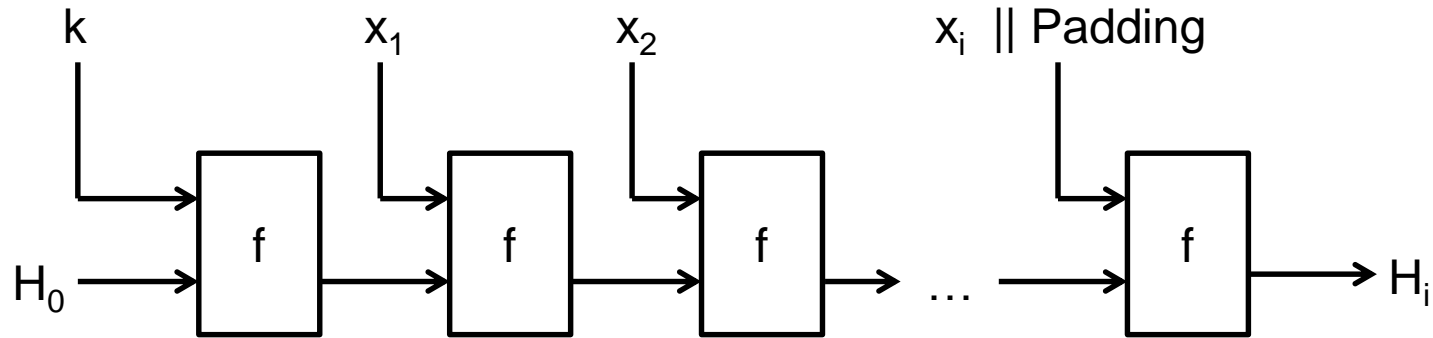 k x₁ x₂ xᵢ || Padding
f f f f
H₀ ... Hᵢ